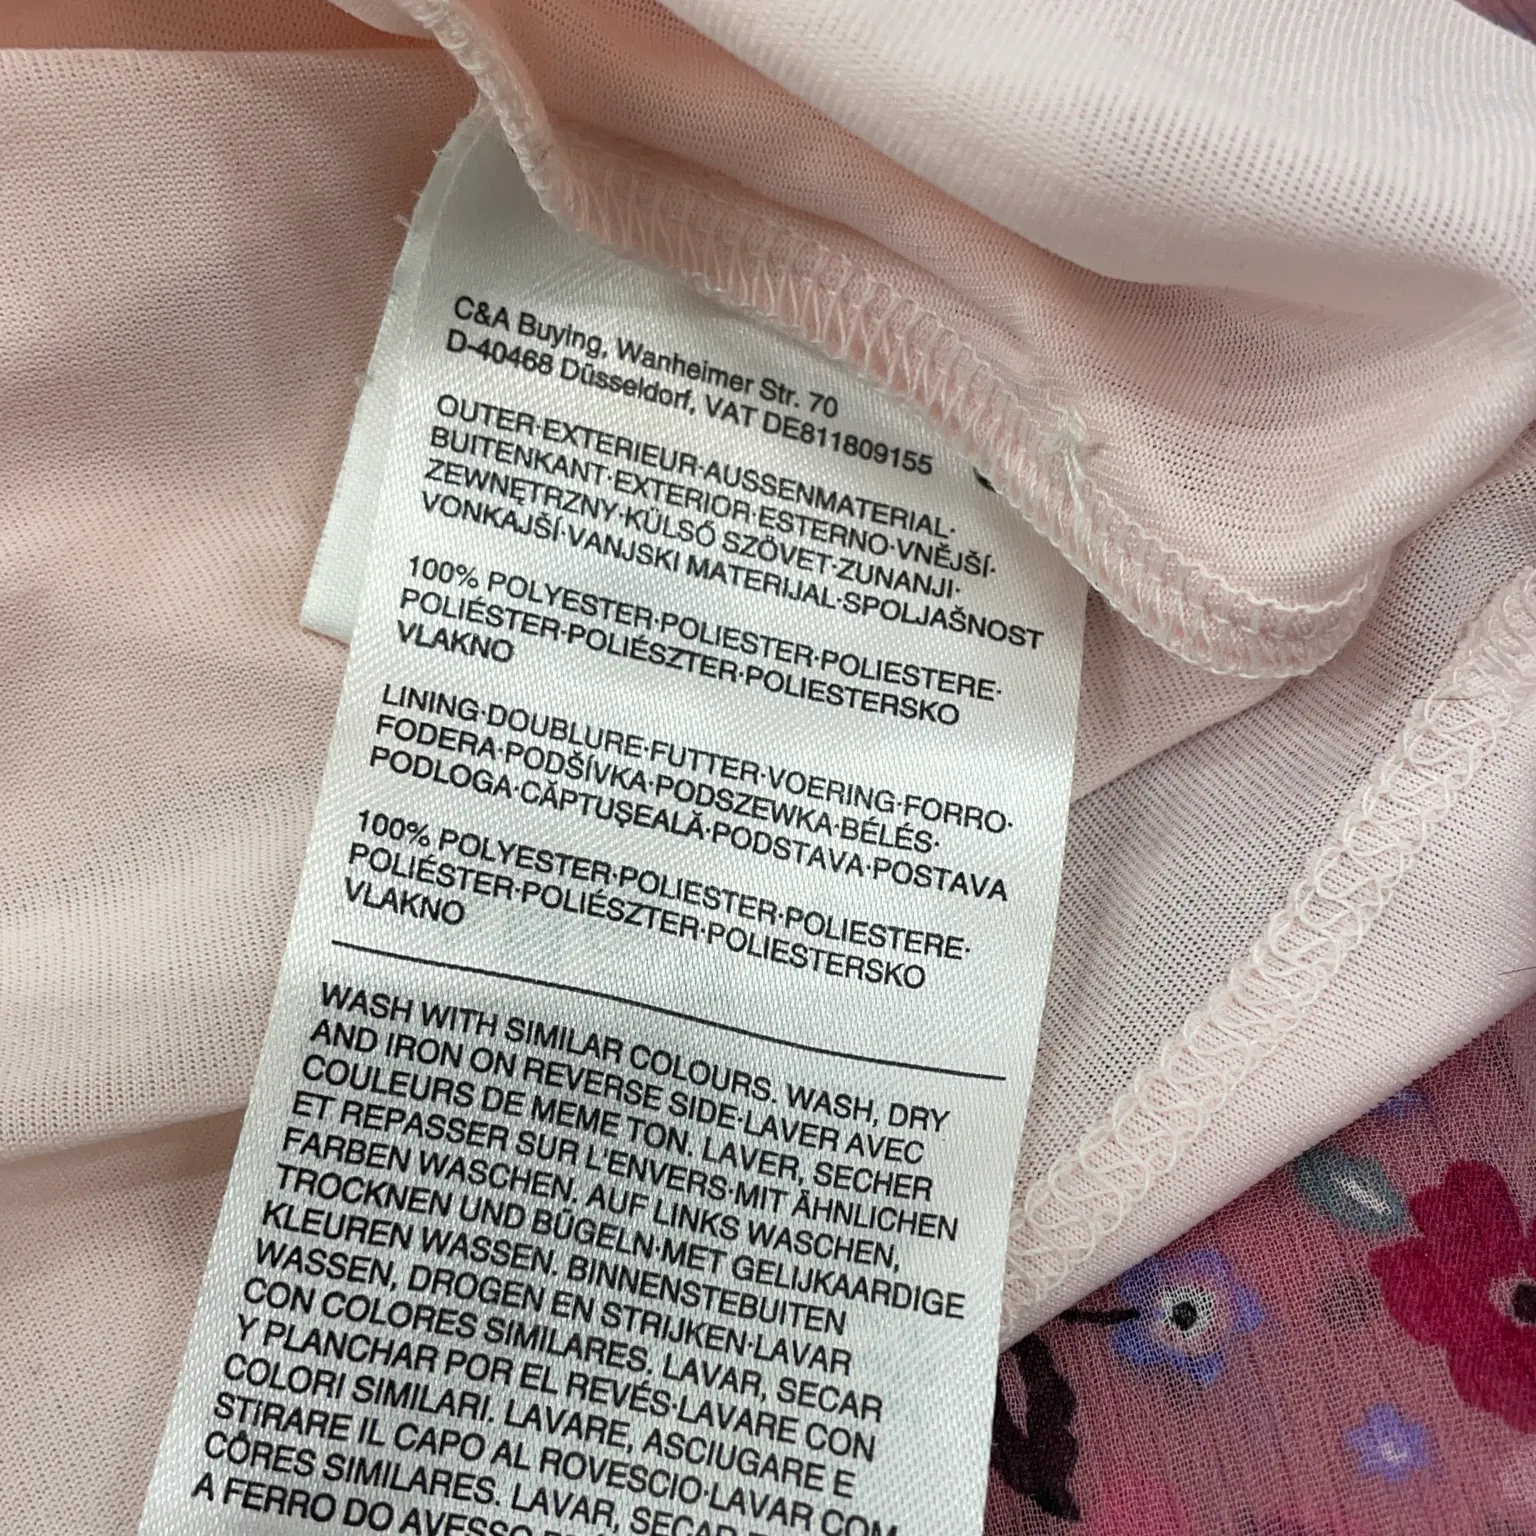 C&A Buying, Wanheimer Str. 70
D-40468 Düsseldorf, VAT DE811809155
OUTER·EXTERIEUR·AUSSENMATERIAL·
BUITENKANT·EXTERIOR·ESTERNO·VNĚJŠÍ·
ZEWNĘTRZNY·KÜLSŐ SZÖVET·ZUNANJI·
VONKAJŠÍ·VANJSKI MATERIJAL·SPOLJAŠNOST
100% POLYESTER·POLIESTER·POLIESTERE·
POLIÉSTER·POLIÉSZTER·POLIESTERSKO
VLAKNO
LINING·DOUBLURE·FUTTER·VOERING·FORRO·
FODERA·PODŠÍVKA·PODSZEWKA·BÉLÉS·
PODLOGA·CĂPTUȘEALĂ·PODSTAVA·POSTAVA
100% POLYESTER·POLIESTER·POLIESTERE·
POLIÉSTER·POLIÉSZTER·POLIESTERSKO
VLAKNO
WASH WITH SIMILAR COLOURS. WASH, DRY
AND IRON ON REVERSE SIDE·LAVER AVEC
COULEURS DE MEME TON. LAVER, SECHER
ET REPASSER SUR L'ENVERS·MIT ÄHNLICHEN
FARBEN WASCHEN. AUF LINKS WASCHEN,
TROCKNEN UND BÜGELN·MET GELIJKAARDIGE
KLEUREN WASSEN. BINNENSTEBUITEN
WASSEN, DROGEN EN STRIJKEN·LAVAR
CON COLORES SIMILARES. LAVAR, SECAR
Y PLANCHAR POR EL REVÉS·LAVARE CON
COLORI SIMILARI. LAVARE, ASCIUGARE E
STIRARE IL CAPO AL ROVESCIO·LAVAR COM
CÔRES SIMILARES. LAVAR, SECAR
A FERRO DO AVESSO